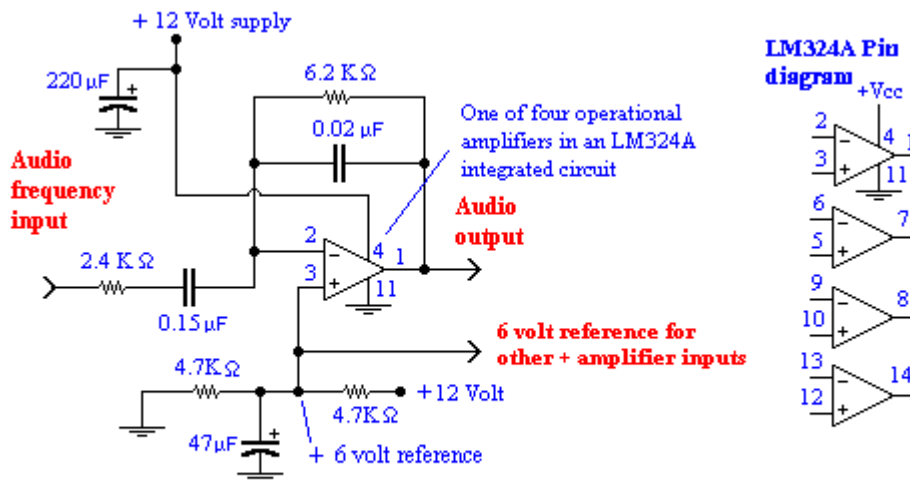 + 12 Volt supply
220 µF
+
6.2 K Ω
0.02 µF
One of four operational
amplifiers in an LM324A
integrated circuit
Audio
frequency
input
2.4 K Ω
0.15 µF
2
3
−
+
4
1
11
Audio
output
6 volt reference for
other + amplifier inputs
4.7K Ω
4.7K Ω
+12 Volt
47µF
+
+ 6 volt reference
LM324A Pin
diagram
+Vcc
2
3
−
+
4
1
11
6
5
−
+
7
9
10
−
+
8
13
12
−
+
14